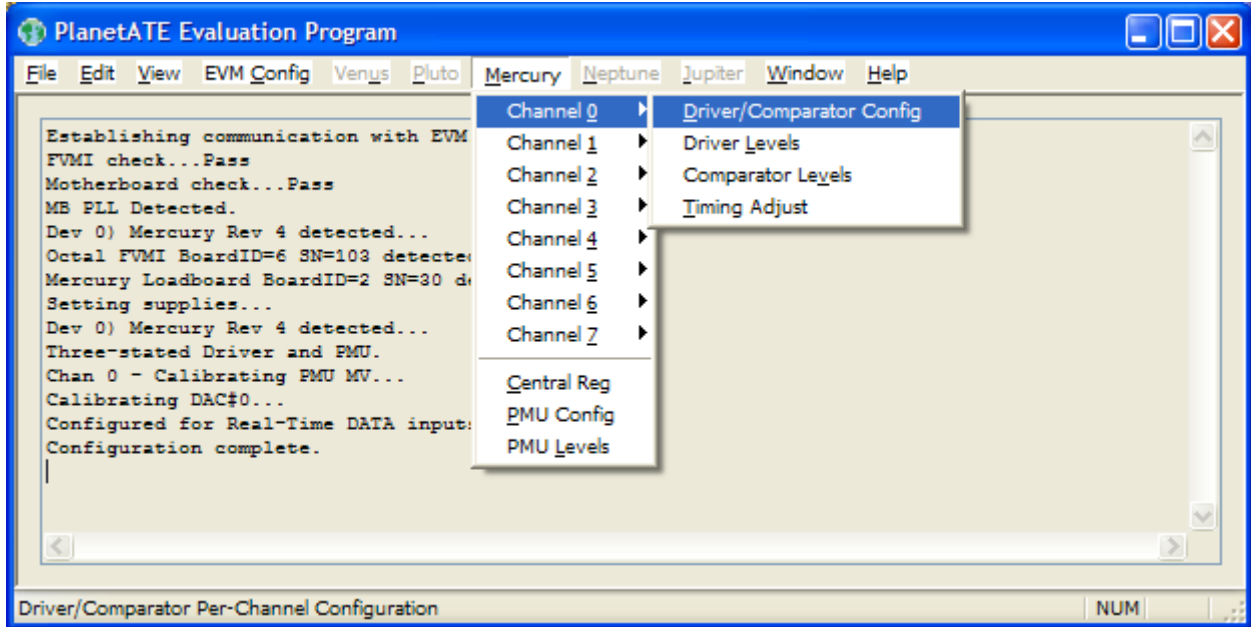 PlanetATE Evaluation Program
File Edit View EVM Config Venus Pluto Mercury Neptune Jupiter Window Help
Establishing communication with EVM
FVMI check...Pass
Motherboard check...Pass
MB PLL Detected.
Dev 0) Mercury Rev 4 detected...
Octal FVMI BoardID=6 SN=103 detected
Mercury Loadboard BoardID=2 SN=30 de
Setting supplies...
Dev 0) Mercury Rev 4 detected...
Three-stated Driver and PMU.
Chan 0 - Calibrating PMU MV...
Calibrating DAC‡0...
Configured for Real-Time DATA inputs
Configuration complete.
Channel 0
Channel 1
Channel 2
Channel 3
Channel 4
Channel 5
Channel 6
Channel 7
Central Reg
PMU Config
PMU Levels
Driver/Comparator Config
Driver Levels
Comparator Levels
Timing Adjust
Driver/Comparator Per-Channel Configuration
NUM